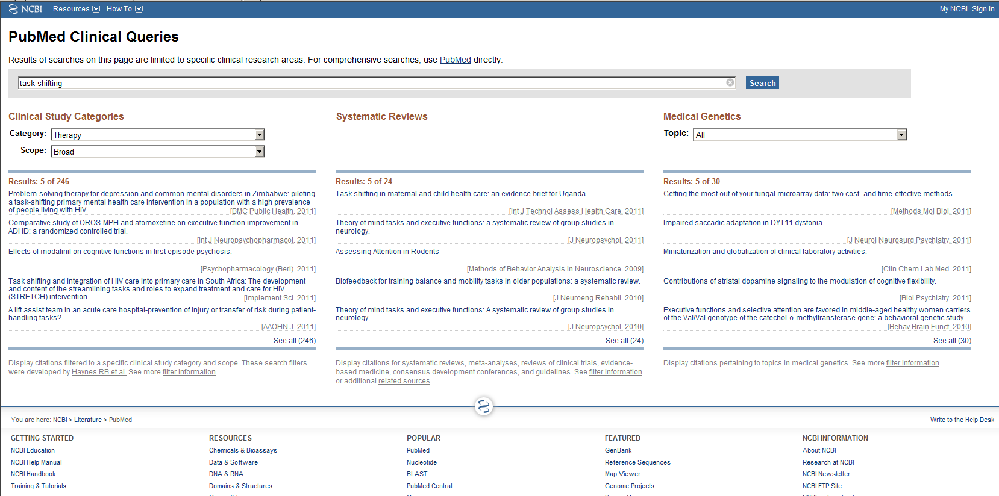 NCBI Resources How To My NCBI Sign In
PubMed Clinical Queries
Results of searches on this page are limited to specific clinical research areas. For comprehensive searches, use PubMed directly.
task shifting Search
Clinical Study Categories
Category: Therapy
Scope: Broad
Results: 5 of 246
Problem-solving therapy for depression and common mental disorders in Zimbabwe: piloting
a task-shifting primary mental health care intervention in a population with a high prevalence
of people living with HIV. [BMC Public Health. 2011]
Comparative study of OROS-MPH and atomoxetine on executive function improvement in
ADHD: a randomized controlled trial.
[Int J Neuropsychopharmacol. 2011]
Effects of modafinil on cognitive functions in first episode psychosis.
[Psychopharmacology (Berl). 2011]
Task shifting and integration of HIV care into primary care in South Africa: The development
and content of the streamlining tasks and roles to expand treatment and care for HIV
(STRETCH) intervention. [Implement Sci. 2011]
A lift assist team in an acute care hospital-prevention of injury or transfer of risk during patient-
handling tasks?
[AAOHN J. 2011]
See all (246)
Display citations filtered to a specific clinical study category and scope. These search filters
were developed by Haynes RB et al. See more filter information.
Systematic Reviews
Results: 5 of 24
Task shifting in maternal and child health care: an evidence brief for Uganda.
[Int J Technol Assess Health Care. 2011]
Theory of mind tasks and executive functions: a systematic review of group studies in
neurology.
[J Neuropsychol. 2011]
Assessing Attention in Rodents
[Methods of Behavior Analysis in Neuroscience. 2009]
Biofeedback for training balance and mobility tasks in older populations: a systematic review.
[J Neuroeng Rehabil. 2010]
Theory of mind tasks and executive functions: A systematic review of group studies in
neurology.
[J Neuropsychol. 2010]
See all (24)
Display citations for systematic reviews, meta-analyses, reviews of clinical trials, evidence-
based medicine, consensus development conferences, and guidelines. See filter information
or additional related sources.
Medical Genetics
Topic: All
Results: 5 of 30
Getting the most out of your fungal microarray data: two cost- and time-effective methods.
[Methods Mol Biol. 2011]
Impaired saccadic adaptation in DYT11 dystonia.
[J Neurol Neurosurg Psychiatry. 2011]
Miniaturization and globalization of clinical laboratory activities.
[Clin Chem Lab Med. 2011]
Contributions of striatal dopamine signaling to the modulation of cognitive flexibility.
[Biol Psychiatry. 2011]
Executive functions and selective attention are favored in middle-aged healthy women carriers
of the Val/Val genotype of the catechol-o-methyltransferase gene: a behavioral genetic study.
[Behav Brain Funct. 2010]
See all (30)
Display citations pertaining to topics in medical genetics. See more filter information.
You are here: NCBI > Literature > PubMed
Write to the Help Desk
GETTING STARTED
NCBI Education
NCBI Help Manual
NCBI Handbook
Training & Tutorials
RESOURCES
Chemicals & Bioassays
Data & Software
DNA & RNA
Domains & Structures
POPULAR
PubMed
Nucleotide
BLAST
PubMed Central
FEATURED
GenBank
Reference Sequences
Map Viewer
Genome Projects
NCBI INFORMATION
About NCBI
Research at NCBI
NCBI Newsletter
NCBI FTP Site